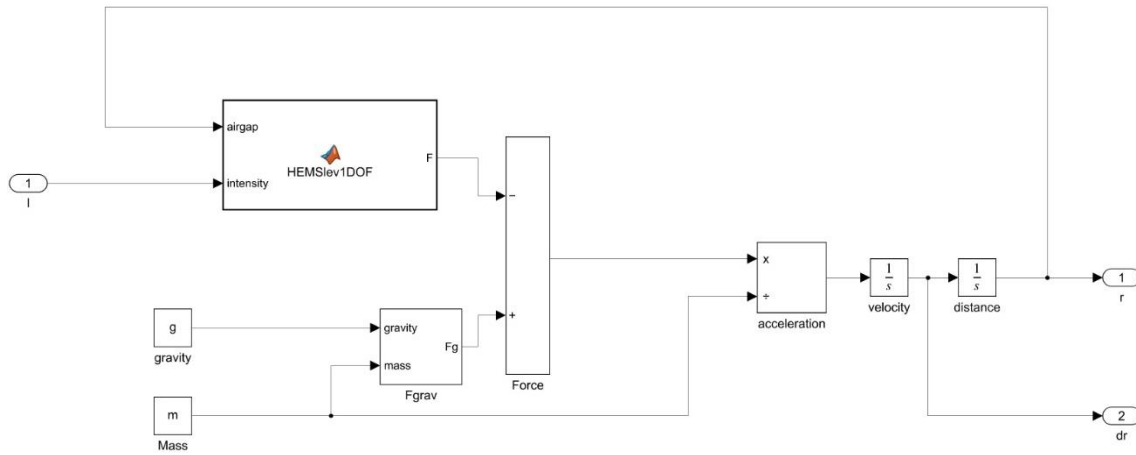 airgap
F
HEMSlev1DOF
1
intensity
I
−
x
1
s
1
s
1
r
÷
velocity
distance
acceleration
g
gravity
gravity
Fg
mass
Fgrav
+
Force
m
Mass
2
dr